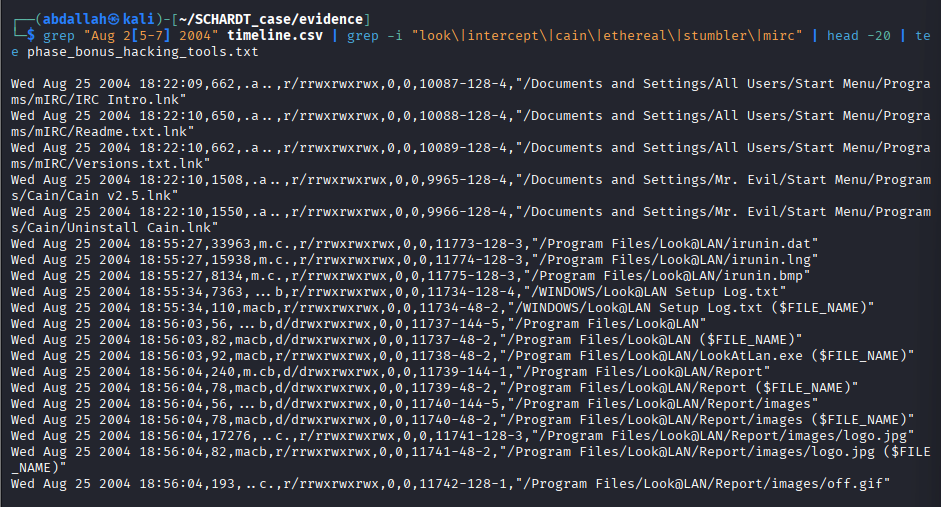 ┌──(abdallah㉿kali)-[~/SCHARDT_case/evidence]
└─$ grep "Aug 2[5-7] 2004" timeline.csv | grep -i "look\|intercept\|cain\|ethereal\|stumbler\|mirc" | head -20 | te
e phase_bonus_hacking_tools.txt

Wed Aug 25 2004 18:22:09,662,.a..,r/rrwxrwxrwx,0,0,10087-128-4,"/Documents and Settings/All Users/Start Menu/Progra
ms/mIRC/IRC Intro.lnk"
Wed Aug 25 2004 18:22:10,650,.a..,r/rrwxrwxrwx,0,0,10088-128-4,"/Documents and Settings/All Users/Start Menu/Progra
ms/mIRC/Readme.txt.lnk"
Wed Aug 25 2004 18:22:10,662,.a..,r/rrwxrwxrwx,0,0,10089-128-4,"/Documents and Settings/All Users/Start Menu/Progra
ms/mIRC/Versions.txt.lnk"
Wed Aug 25 2004 18:22:10,1508,.a..,r/rrwxrwxrwx,0,0,9965-128-4,"/Documents and Settings/Mr. Evil/Start Menu/Program
s/Cain/Cain v2.5.lnk"
Wed Aug 25 2004 18:22:10,1550,.a..,r/rrwxrwxrwx,0,0,9966-128-4,"/Documents and Settings/Mr. Evil/Start Menu/Program
s/Cain/Uninstall Cain.lnk"
Wed Aug 25 2004 18:55:27,33963,m.c.,r/rrwxrwxrwx,0,0,11773-128-3,"/Program Files/Look@LAN/irunin.dat"
Wed Aug 25 2004 18:55:27,15938,m.c.,r/rrwxrwxrwx,0,0,11774-128-3,"/Program Files/Look@LAN/irunin.lng"
Wed Aug 25 2004 18:55:27,8134,m.c.,r/rrwxrwxrwx,0,0,11775-128-3,"/Program Files/Look@LAN/irunin.bmp"
Wed Aug 25 2004 18:55:34,7363,...b,r/rrwxrwxrwx,0,0,11734-128-4,"/WINDOWS/Look@LAN Setup Log.txt"
Wed Aug 25 2004 18:55:34,110,macb,r/rrwxrwxrwx,0,0,11734-48-2,"/WINDOWS/Look@LAN Setup Log.txt ($FILE_NAME)"
Wed Aug 25 2004 18:56:03,56,...b,d/drwxrwxrwx,0,0,11737-144-5,"/Program Files/Look@LAN"
Wed Aug 25 2004 18:56:03,82,macb,d/drwxrwxrwx,0,0,11737-48-2,"/Program Files/Look@LAN ($FILE_NAME)"
Wed Aug 25 2004 18:56:03,92,macb,r/rrwxrwxrwx,0,0,11738-48-2,"/Program Files/Look@LAN/LookAtLan.exe ($FILE_NAME)"
Wed Aug 25 2004 18:56:04,240,m.cb,d/drwxrwxrwx,0,0,11739-144-1,"/Program Files/Look@LAN/Report"
Wed Aug 25 2004 18:56:04,78,macb,d/drwxrwxrwx,0,0,11739-48-2,"/Program Files/Look@LAN/Report ($FILE_NAME)"
Wed Aug 25 2004 18:56:04,56,...b,d/drwxrwxrwx,0,0,11740-144-5,"/Program Files/Look@LAN/Report/images"
Wed Aug 25 2004 18:56:04,78,macb,d/drwxrwxrwx,0,0,11740-48-2,"/Program Files/Look@LAN/Report/images ($FILE_NAME)"
Wed Aug 25 2004 18:56:04,17276,..c.,r/rrwxrwxrwx,0,0,11741-128-3,"/Program Files/Look@LAN/Report/images/logo.jpg"
Wed Aug 25 2004 18:56:04,82,macb,r/rrwxrwxrwx,0,0,11741-48-2,"/Program Files/Look@LAN/Report/images/logo.jpg ($FILE
_NAME)"
Wed Aug 25 2004 18:56:04,193,..c.,r/rrwxrwxrwx,0,0,11742-128-1,"/Program Files/Look@LAN/Report/images/off.gif"